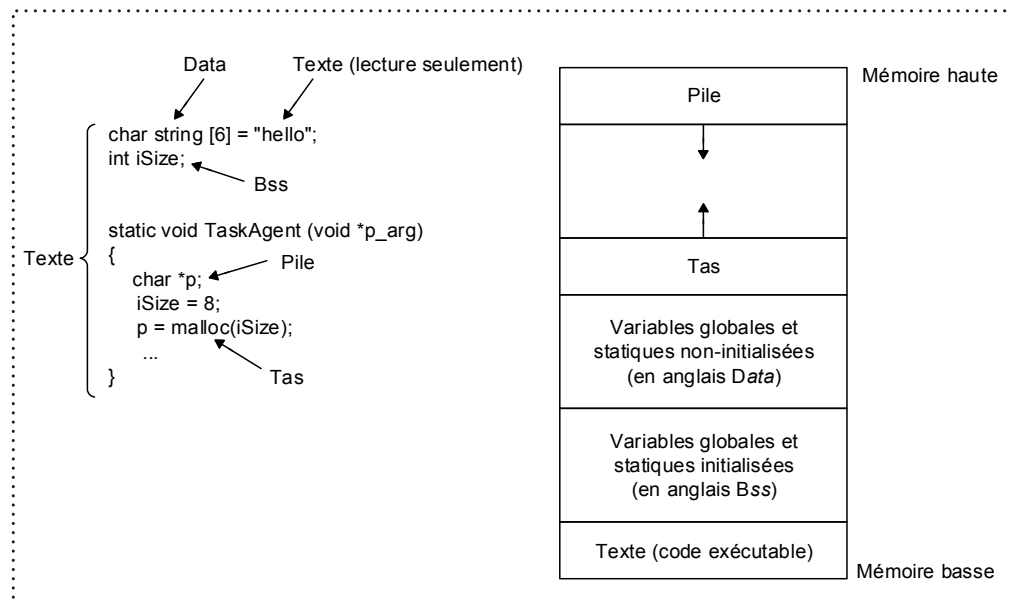 Data
Texte (lecture seulement)
char string [6] = "hello";
int iSize;
Bss
static void TaskAgent (void *p_arg)
{
Texte
char *p;
Pile
iSize = 8;
p = malloc(iSize);
...
Tas
}
Mémoire haute
Pile
Tas
Variables globales et
statiques non-initialisées
(en anglais Data)
Variables globales et
statiques initialisées
(en anglais Bss)
Texte (code exécutable)
Mémoire basse